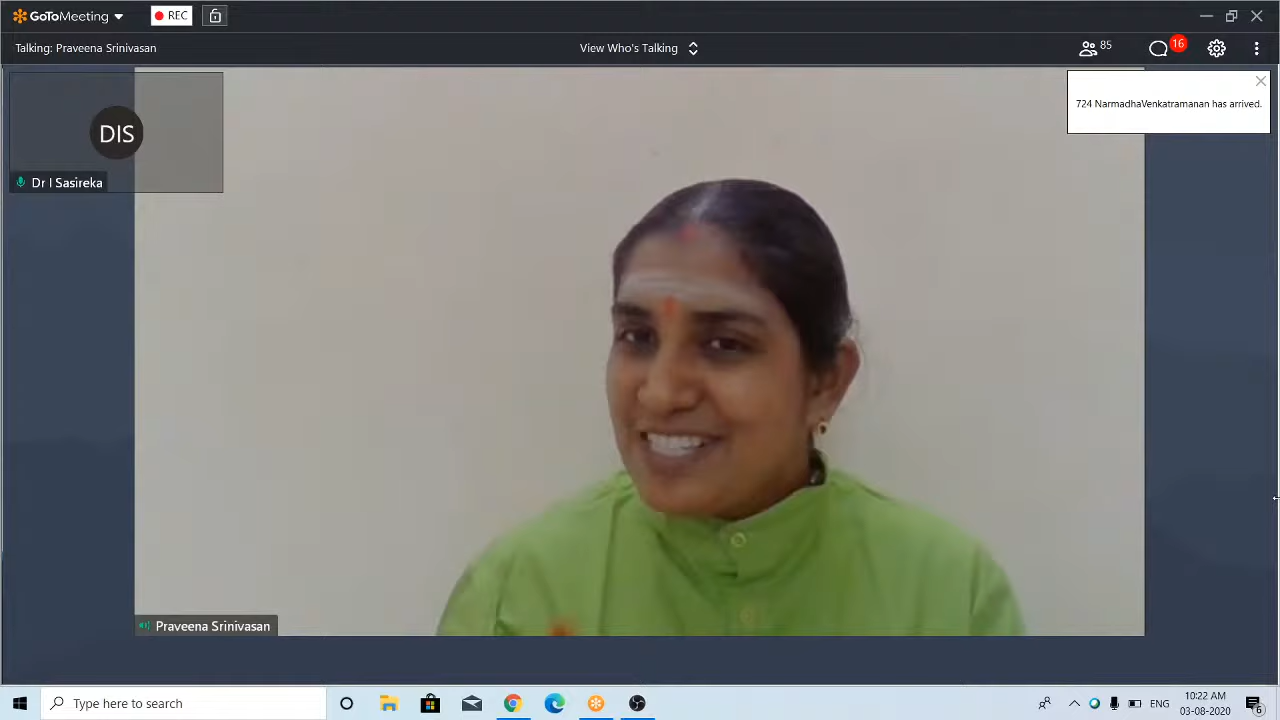 GoToMeeting
REC
Talking: Praveena Srinivasan
View Who's Talking
85
16
724 NarmadhaVenkatramanan has arrived.
DIS
Dr I Sasireka
Praveena Srinivasan
Type here to search
ENG
10:22 AM
03-08-2020
6